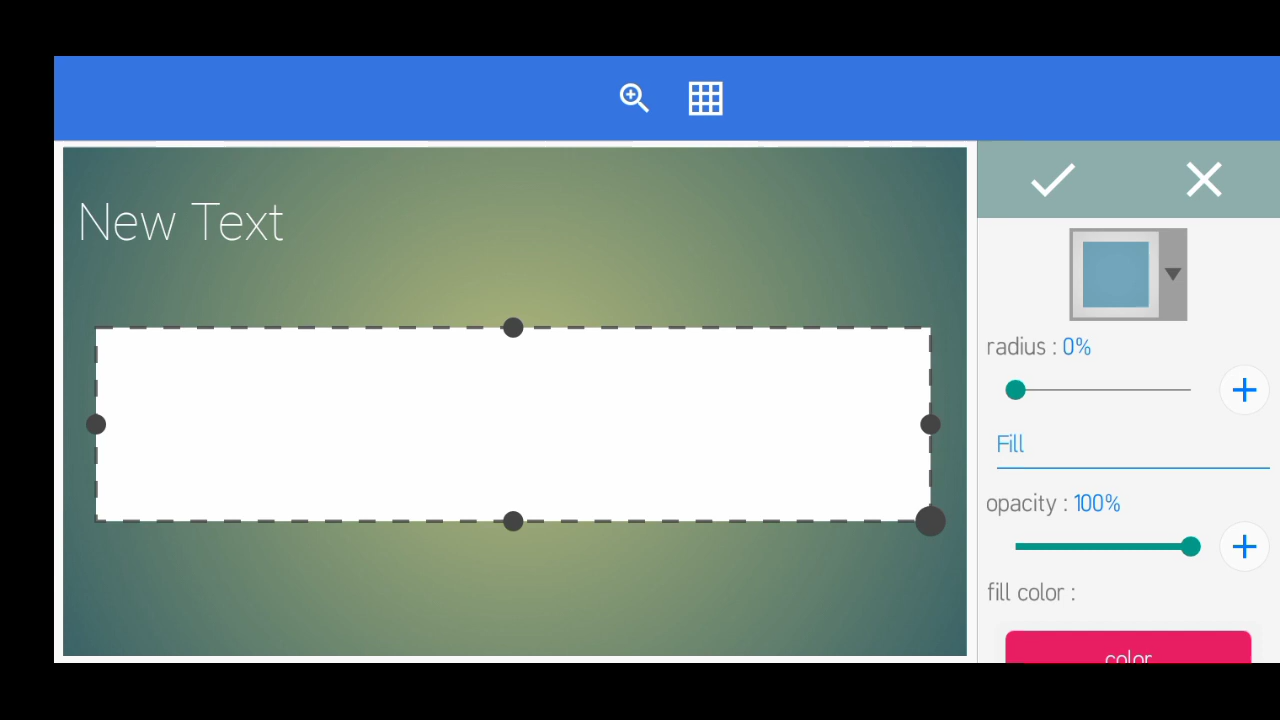 New Text
radius : 0%
Fill
opacity : 100%
fill color :
color